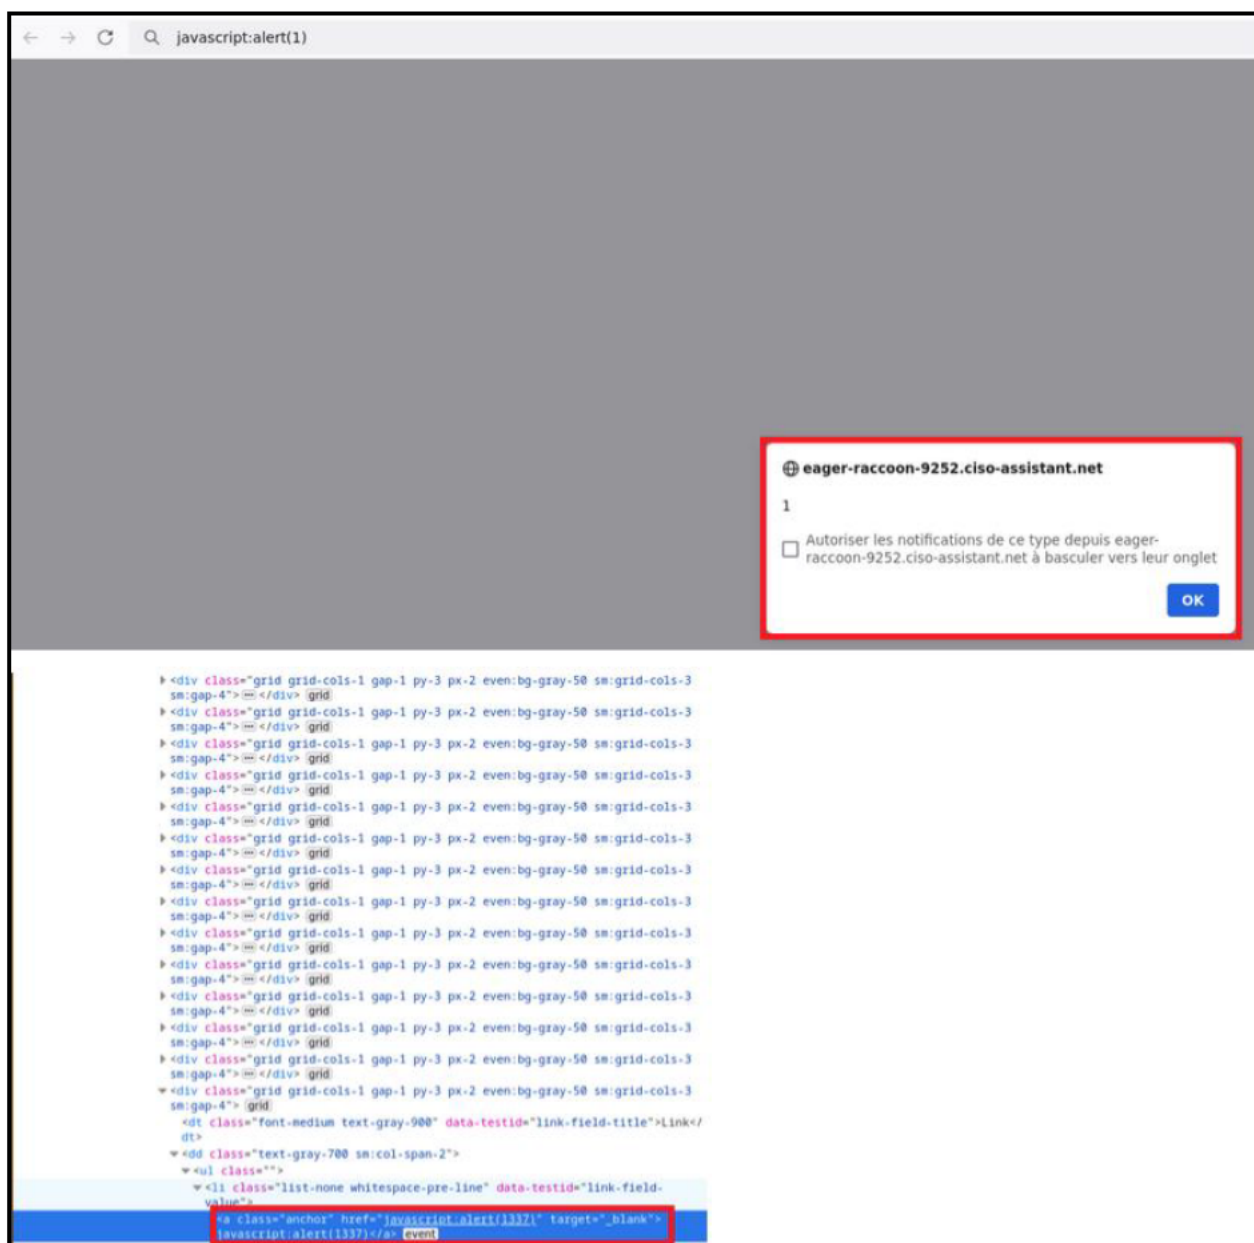 javascript:alert(1)
eager-raccoon-9252.ciso-assistant.net
1
Autoriser les notifications de ce type depuis eager-
raccoon-9252.ciso-assistant.net à basculer vers leur onglet
OK
<div class="grid grid-cols-1 gap-1 py-3 px-2 even:bg-gray-50 sm:grid-cols-3
sm:gap-4"> ••• </div> grid
<div class="grid grid-cols-1 gap-1 py-3 px-2 even:bg-gray-50 sm:grid-cols-3
sm:gap-4"> ••• </div> grid
<div class="grid grid-cols-1 gap-1 py-3 px-2 even:bg-gray-50 sm:grid-cols-3
sm:gap-4"> ••• </div> grid
<div class="grid grid-cols-1 gap-1 py-3 px-2 even:bg-gray-50 sm:grid-cols-3
sm:gap-4"> ••• </div> grid
<div class="grid grid-cols-1 gap-1 py-3 px-2 even:bg-gray-50 sm:grid-cols-3
sm:gap-4"> ••• </div> grid
<div class="grid grid-cols-1 gap-1 py-3 px-2 even:bg-gray-50 sm:grid-cols-3
sm:gap-4"> ••• </div> grid
<div class="grid grid-cols-1 gap-1 py-3 px-2 even:bg-gray-50 sm:grid-cols-3
sm:gap-4"> ••• </div> grid
<div class="grid grid-cols-1 gap-1 py-3 px-2 even:bg-gray-50 sm:grid-cols-3
sm:gap-4"> ••• </div> grid
<div class="grid grid-cols-1 gap-1 py-3 px-2 even:bg-gray-50 sm:grid-cols-3
sm:gap-4"> ••• </div> grid
<div class="grid grid-cols-1 gap-1 py-3 px-2 even:bg-gray-50 sm:grid-cols-3
sm:gap-4"> ••• </div> grid
<div class="grid grid-cols-1 gap-1 py-3 px-2 even:bg-gray-50 sm:grid-cols-3
sm:gap-4"> ••• </div> grid
<div class="grid grid-cols-1 gap-1 py-3 px-2 even:bg-gray-50 sm:grid-cols-3
sm:gap-4"> ••• </div> grid
<div class="grid grid-cols-1 gap-1 py-3 px-2 even:bg-gray-50 sm:grid-cols-3
sm:gap-4"> ••• </div> grid
<div class="grid grid-cols-1 gap-1 py-3 px-2 even:bg-gray-50 sm:grid-cols-3
sm:gap-4"> grid
<dt class="font-medium text-gray-900" data-testid="link-field-title">Link</
dt>
<dd class="text-gray-700 sm:col-span-2">
<ul class="">
<li class="list-none whitespace-pre-line" data-testid="link-field-
value">
<a class="anchor" href="javascript:alert(1337)" target="_blank">
javascript:alert(1337)</a> event